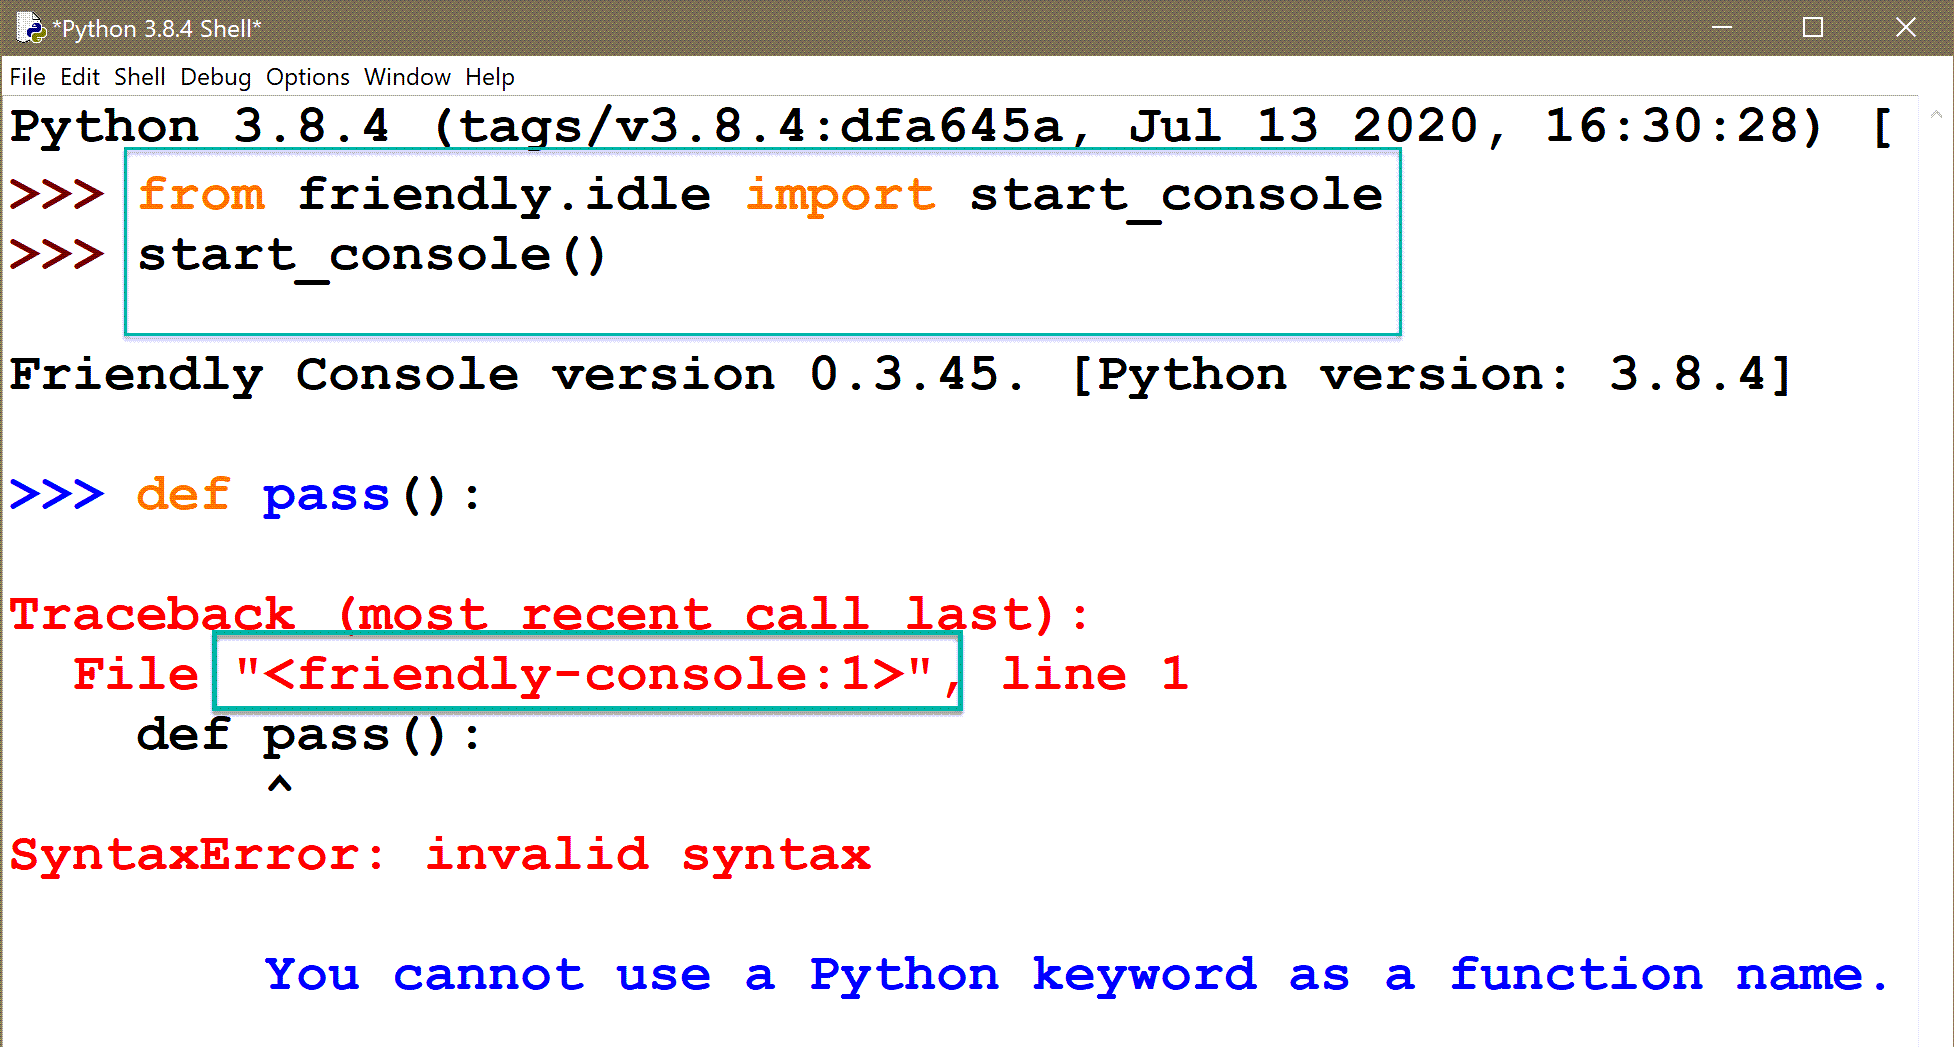 *Python 3.8.4 Shell*
File Edit Shell Debug Options Window Help
Python 3.8.4 (tags/v3.8.4:dfa645a, Jul 13 2020, 16:30:28) [
>>> from friendly.idle import start_console
>>> start_console()
Friendly Console version 0.3.45. [Python version: 3.8.4]
>>> def pass():
Traceback (most recent call last):
  File "<friendly-console:1>", line 1
    def pass():
        ^
SyntaxError: invalid syntax
        You cannot use a Python keyword as a function name.